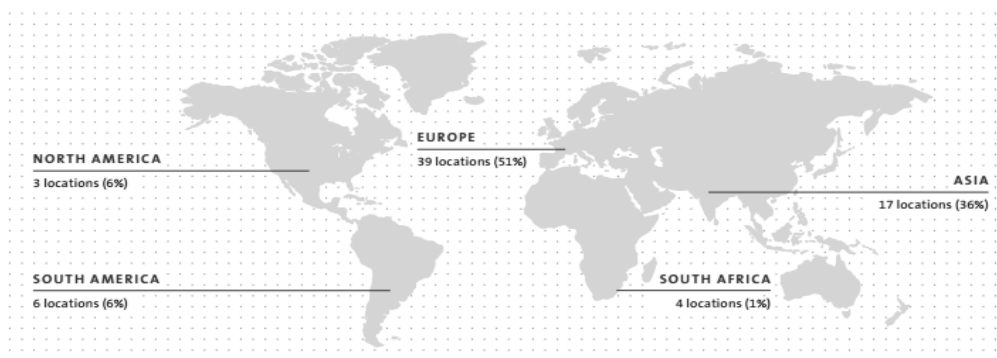 EUROPE
39 locations (51%)
NORTH AMERICA
3 locations (6%)
ASIA
17 locations (36%)
SOUTH AMERICA
6 locations (6%)
SOUTH AFRICA
4 locations (1%)